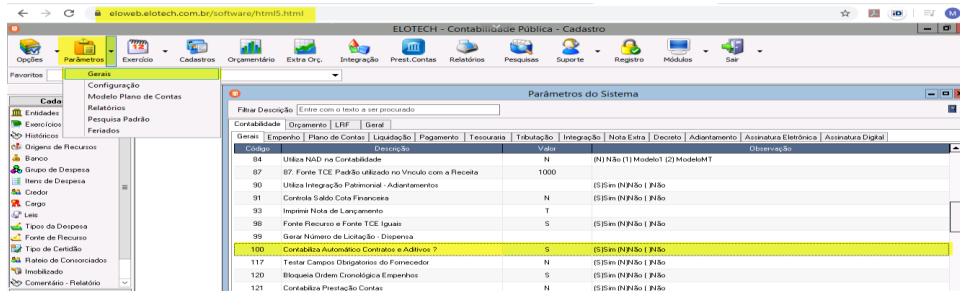 eloweb.elotech.com.br/software/html5.html
ELOTECH - Contabilidade Pública - Cadastro
Opções Parâmetros Exercício Cadastros Orçamentário Extra Orç. Integração Prest.Contas Relatórios Pesquisas Suporte Registro Módulos Sair
Favoritos
Gerais
Configuração
Modelo Plano de Contas
Relatórios
Pesquisa Padrão
Feriados
Cada
Entidades
Exercícios
Históricos
Origens de Recursos
Banco
Grupo de Despesa
Itens de Despesa
Credor
Cargo
Leis
Tipos da Despesa
Fonte de Recurso
Tipo de Certidão
Rateio de Consorciados
Imobilizado
Comentário - Relatório
Parâmetros do Sistema
Filtrar Descrição Entre com o texto a ser procurado
Contabilidade Orçamento LRF Geral
Gerais Empenho Plano de Contas Liquidação Pagamento Tesouraria Tributação Integração Nota Extra Decreto Adiantamento Assinatura Eletrônica Assinatura Digital
Código Descrição Valor Observação
84 Utiliza NAD na Contabilidade N (N) Não (1) Modelo1 (2) ModeloMT
87 87. Fonte TCE Padrão utilizado no Vnculo com a Receita 1000
90 Utiliza Integração Patrimonial - Adiantamentos (S)Sim (N)Não ( )Não
91 Controla Saldo Cota Financeira N (S)Sim (N)Não ( )Não
93 Imprimir Nota de Lançamento T
98 Fonte Recurso e Fonte TCE Iguais S (S)Sim (N)Não ( )Não
99 Gerar Número de Licitação - Dispensa
100 Contabiliza Automático Contratos e Aditivos ? S (S)Sim (N)Não ( )Não
117 Testar Campos Obrigatorios do Fornecedor N (S)Sim (N)Não ( )Não
120 Bloqueia Ordem Cronológica Empenhos S (S)Sim (N)Não ( )Não
121 Contabiliza Prestação Contas N (S)Sim (N)Não ( )Não